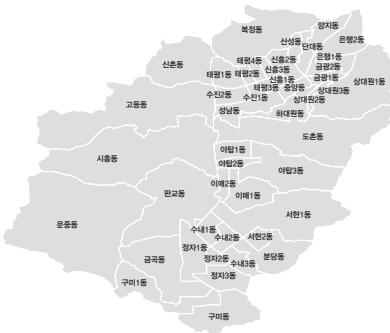 복정동
양지동
은행2동
산성동
단대동
신촌동
태평4동
신흥2동
은행1동
금광2동
태평1동
태평2동
신흥3동
신흥1동
금광1동
상대원1동
태평3동
중앙동
상대원3동
고등동
수진2동
수진1동
상대원2동
성남동
하대원동
도촌동
야탑1동
시흥동
야탑2동
야탑3동
이매2동
판교동
이매1동
서현1동
운중동
수내1동
수내2동
서현2동
정자1동
금곡동
정자2동
수내3동
분당동
정자3동
구미1동
구미동